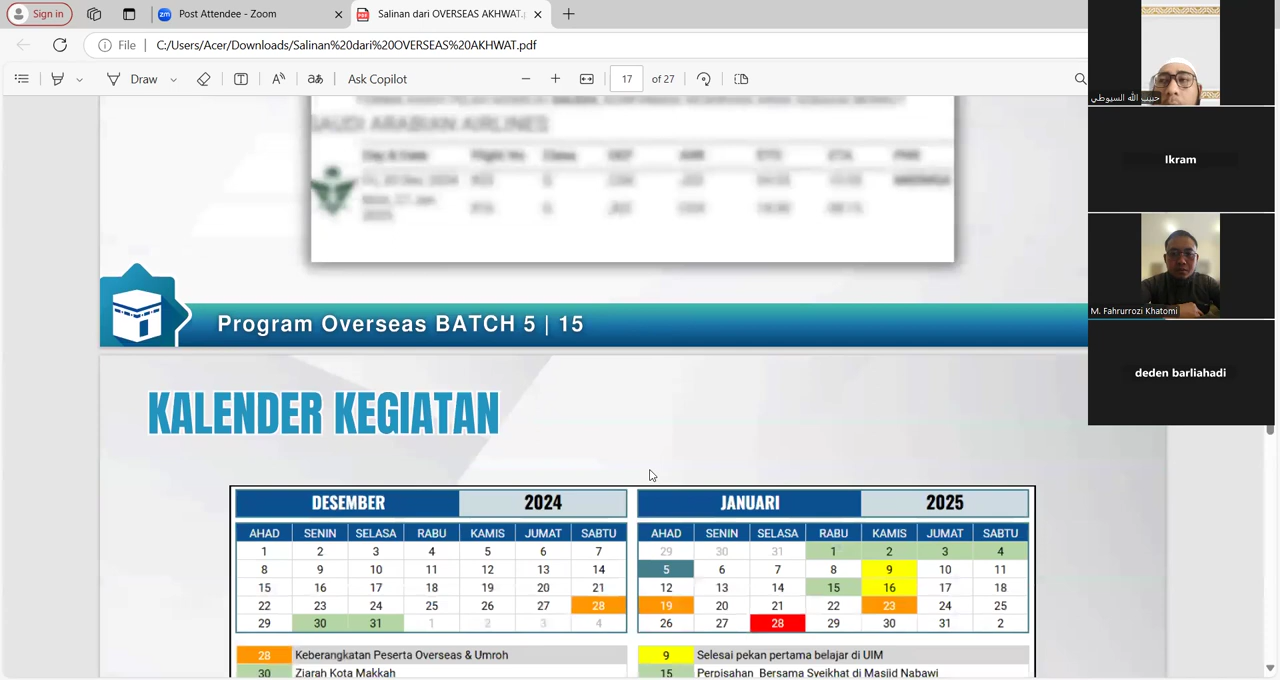 Sign in
Post Attendee - Zoom
Salinan dari OVERSEAS AKHWAT.
File
C:/Users/Acer/Downloads/Salinan%20dari%20OVERSEAS%20AKHWAT.pdf
Draw
Ask Copilot
17
of 27
حبيب الله السيوطي
Ikram
M. Fahrurrozi Khatomi
deden barliahadi
SAUDI ARABIAN AIRLINES
Program Overseas BATCH 5 | 15
KALENDER KEGIATAN
DESEMBER 2024
AHAD SENIN SELASA RABU KAMIS JUMAT SABTU
1 2 3 4 5 6 7
8 9 10 11 12 13 14
15 16 17 18 19 20 21
22 23 24 25 26 27 28
29 30 31 1 2 3 4
28 Keberangkatan Peserta Overseas & Umroh
30 Ziarah Kota Makkah
JANUARI 2025
AHAD SENIN SELASA RABU KAMIS JUMAT SABTU
29 30 31 1 2 3 4
5 6 7 8 9 10 11
12 13 14 15 16 17 18
19 20 21 22 23 24 25
26 27 28 29 30 31 2
9 Selesai pekan pertama belajar di UIM
15 Perpisahan Bersama Syeikhat di Masjid Nabawi